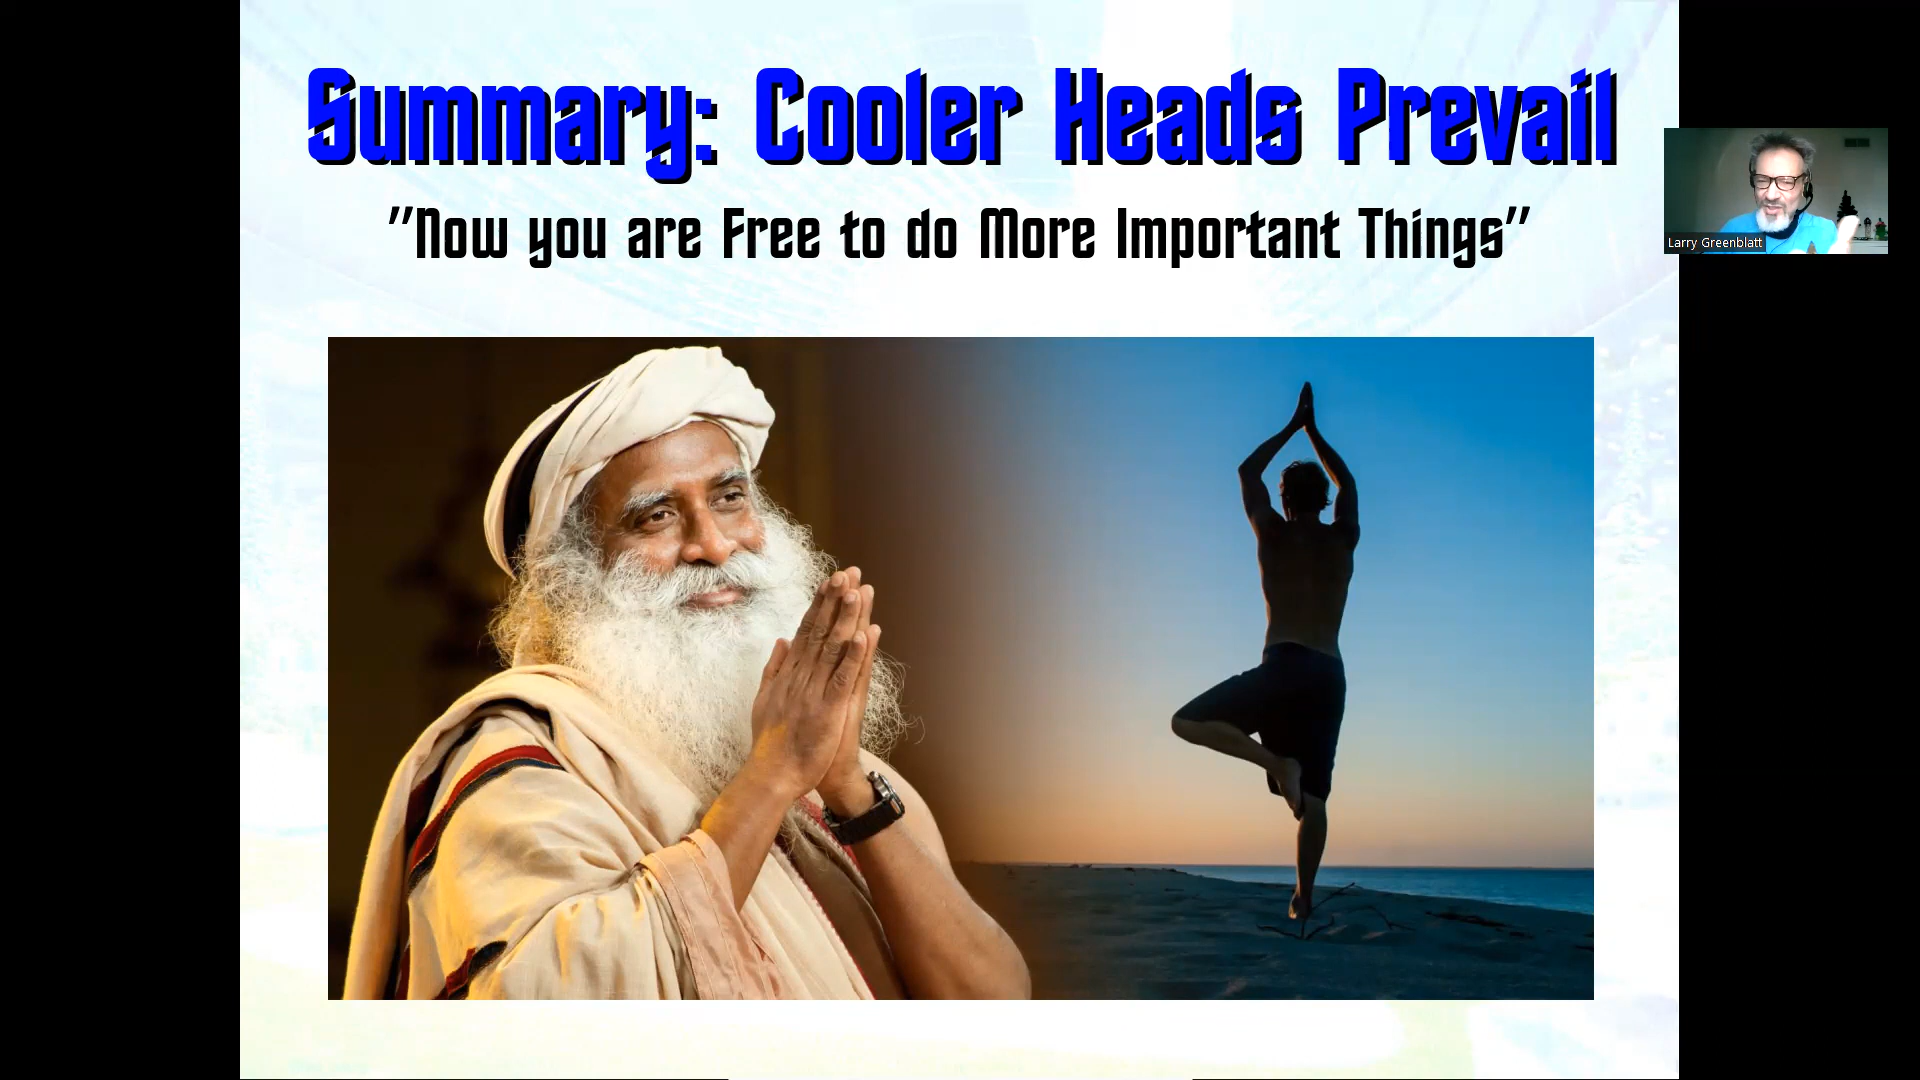 Summary: Cooler Heads Prevail
"Now you are Free to do More Important Things"
Larry Greenblatt